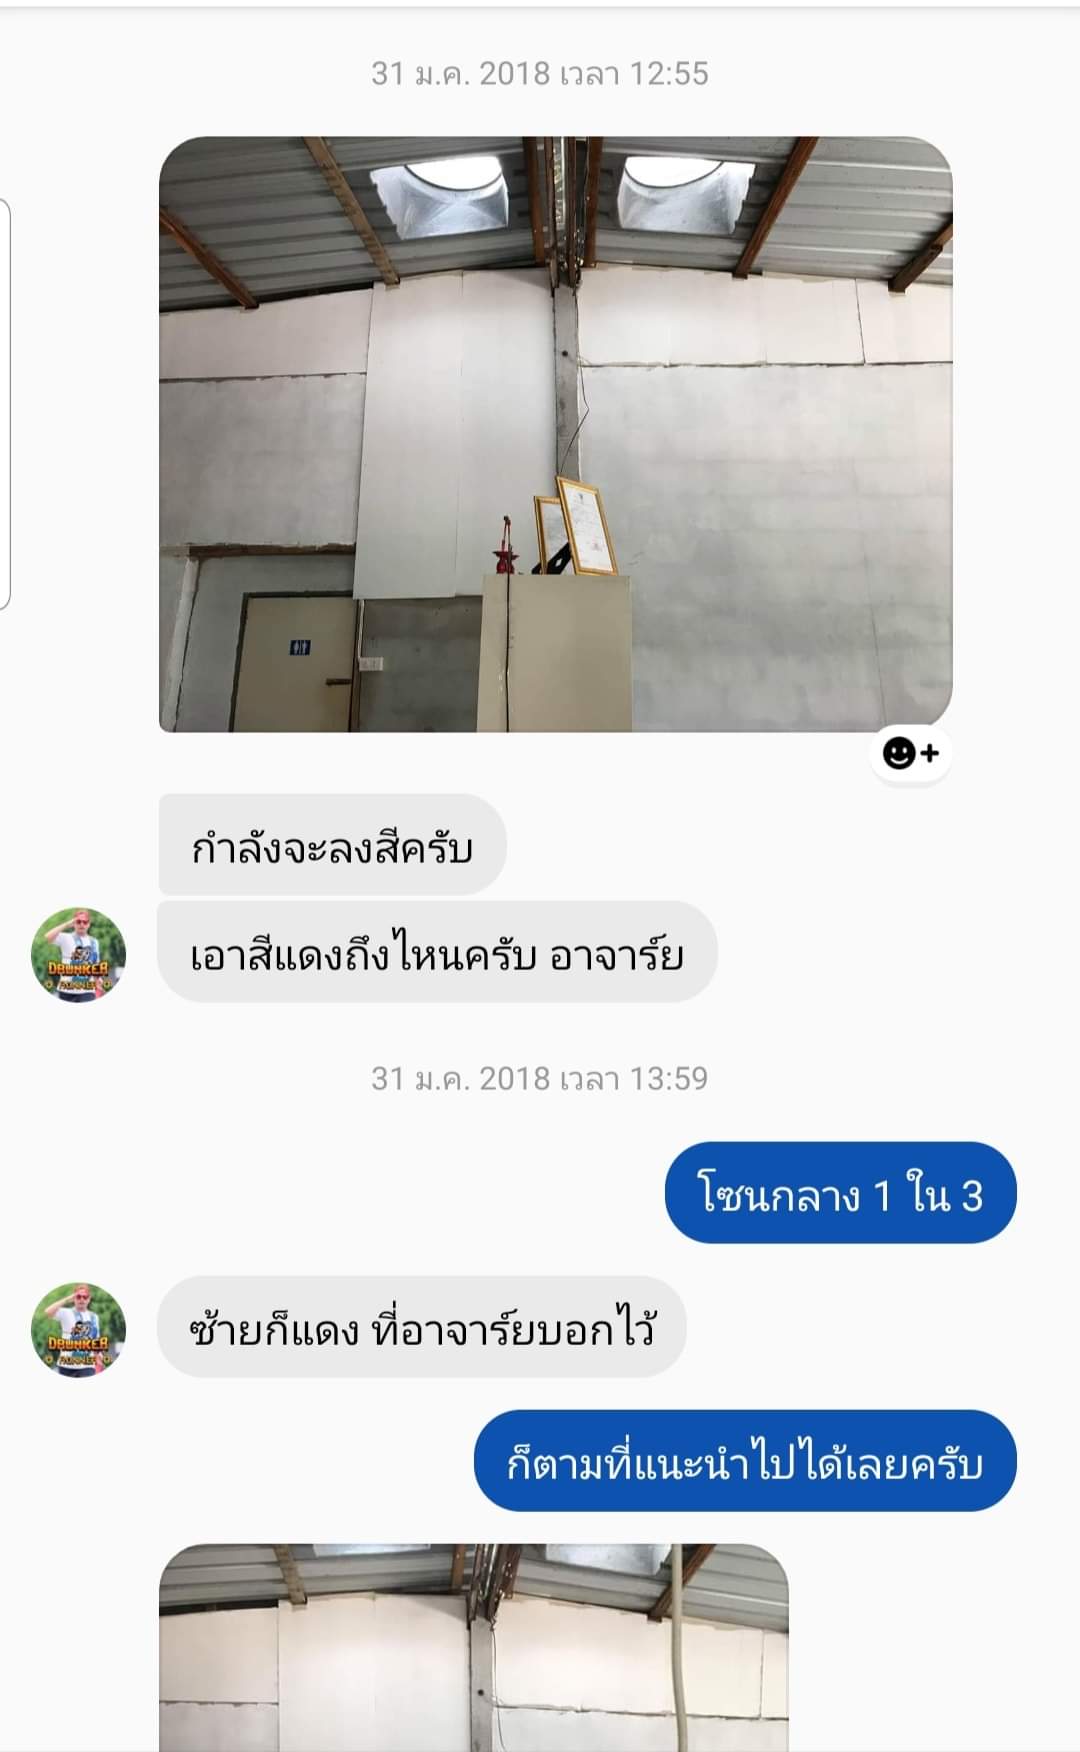 31 ม.ค. 2018 เวลา 12:55
กำลังจะลงสีครับ
เอาสีแดงถึงไหนครับ อาจาร์ย
DRUNKER
RUNNER
31 ม.ค. 2018 เวลา 13:59
โซนกลาง 1 ใน 3
ซ้ายก็แดง ที่อาจาร์ยบอกไว้
DRUNKER
RUNNER
ก็ตามที่แนะนำไปได้เลยครับ